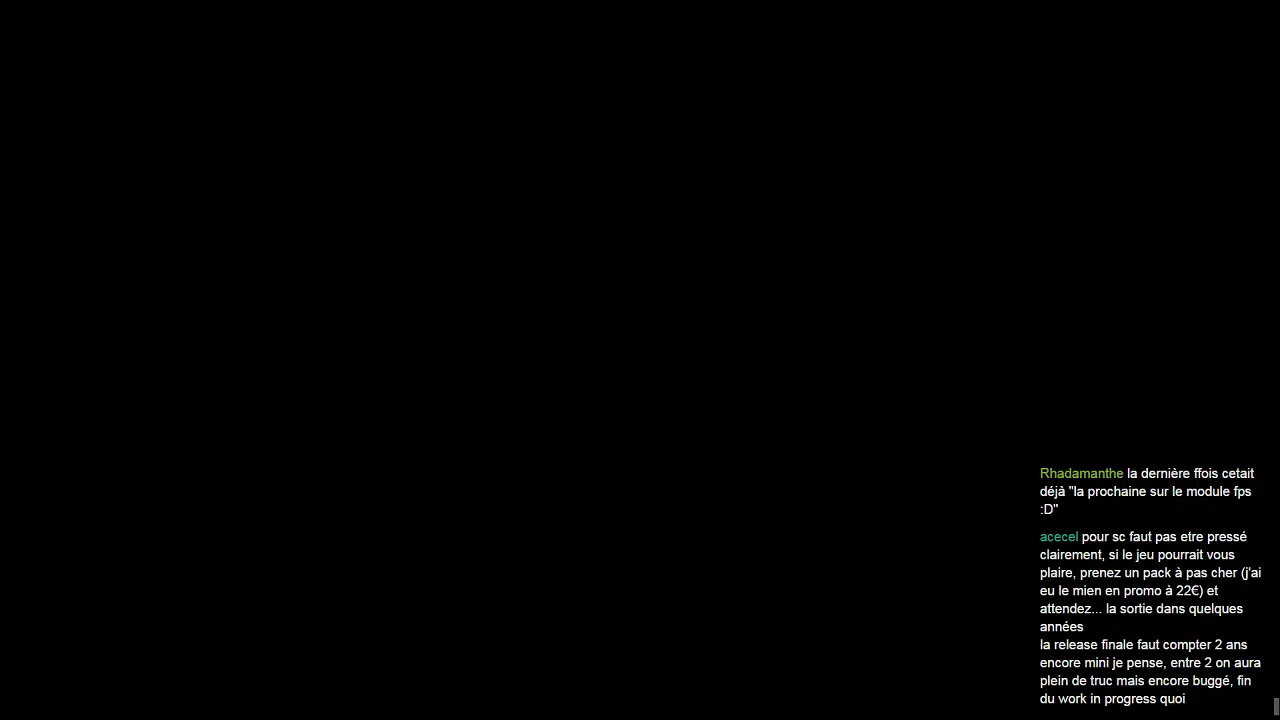 Rhadamanthe la dernière ffois cetait
déjà "la prochaine sur le module fps
:D"
acecel pour sc faut pas etre pressé
clairement, si le jeu pourrait vous
plaire, prenez un pack à pas cher (j'ai
eu le mien en promo à 22€) et
attendez... la sortie dans quelques
années
la release finale faut compter 2 ans
encore mini je pense, entre 2 on aura
plein de truc mais encore buggé, fin
du work in progress quoi